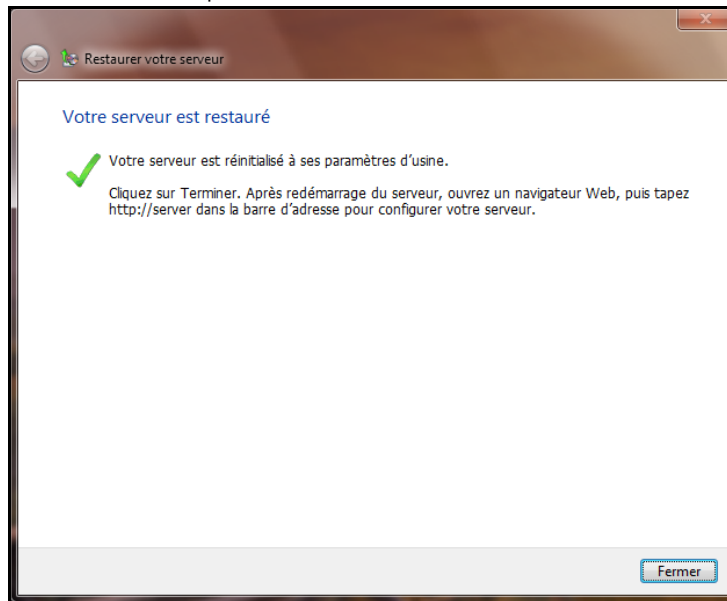 Restaurer votre serveur
Votre serveur est restauré
Votre serveur est réinitialisé à ses paramètres d'usine.
Cliquez sur Terminer. Après redémarrage du serveur, ouvrez un navigateur Web, puis tapez
http://server dans la barre d'adresse pour configurer votre serveur.
Fermer